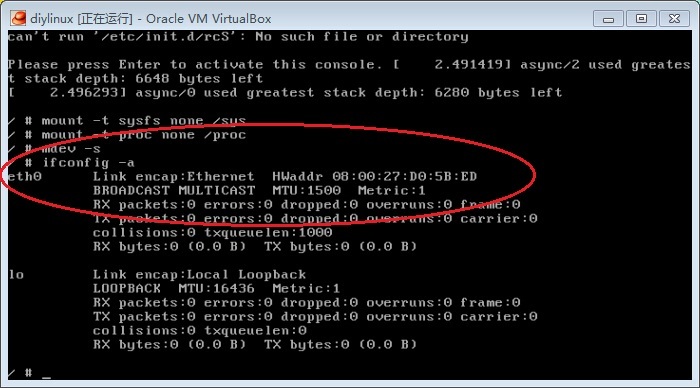 diylinux [正在运行] - Oracle VM VirtualBox
can't run '/etc/init.d/rcS': No such file or directory
Please press Enter to activate this console. [    2.491419] async/2 used greates
t stack depth: 6648 bytes left
[    2.496293] async/0 used greatest stack depth: 6280 bytes left
/ # mount -t sysfs none /sys
/ # mount -t proc none /proc
/ # mdev -s
/ # ifconfig -a
eth0      Link encap:Ethernet  HWaddr 08:00:27:D0:5B:ED
          BROADCAST MULTICAST  MTU:1500  Metric:1
          RX packets:0 errors:0 dropped:0 overruns:0 frame:0
          TX packets:0 errors:0 dropped:0 overruns:0 carrier:0
          collisions:0 txqueuelen:1000
          RX bytes:0 (0.0 B)  TX bytes:0 (0.0 B)
lo        Link encap:Local Loopback
          LOOPBACK  MTU:16436  Metric:1
          RX packets:0 errors:0 dropped:0 overruns:0 frame:0
          TX packets:0 errors:0 dropped:0 overruns:0 carrier:0
          collisions:0 txqueuelen:0
          RX bytes:0 (0.0 B)  TX bytes:0 (0.0 B)
/ # _